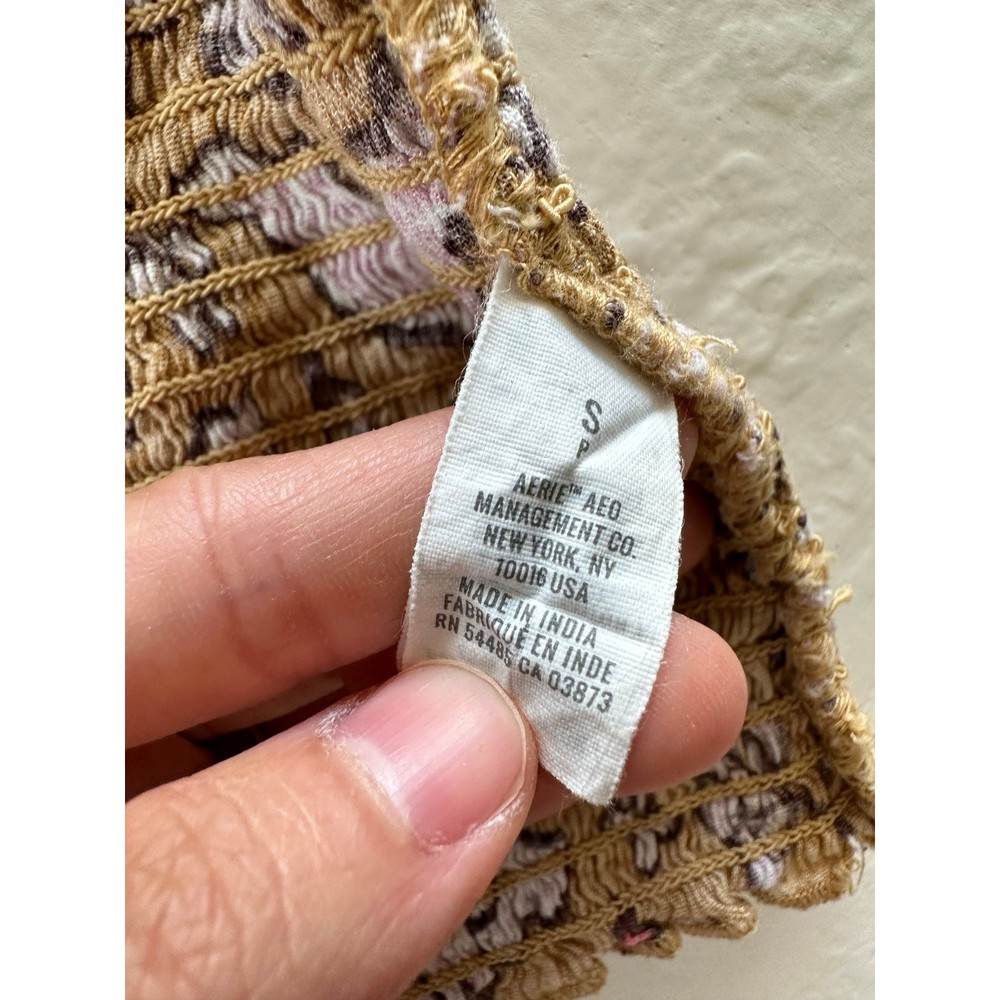 S
P
AERIE™ AEO
MANAGEMENT CO.
NEW YORK, NY
10016 USA
MADE IN INDIA
FABRIQUÉ EN INDE
RN 54485 CA 03873